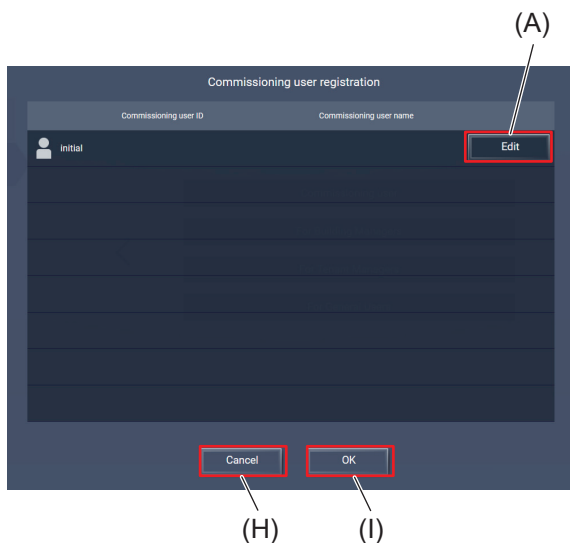 (A)
Commissioning user registration
Commissioning user ID Commissioning user name
initial Edit
Cancel OK
(H) (I)